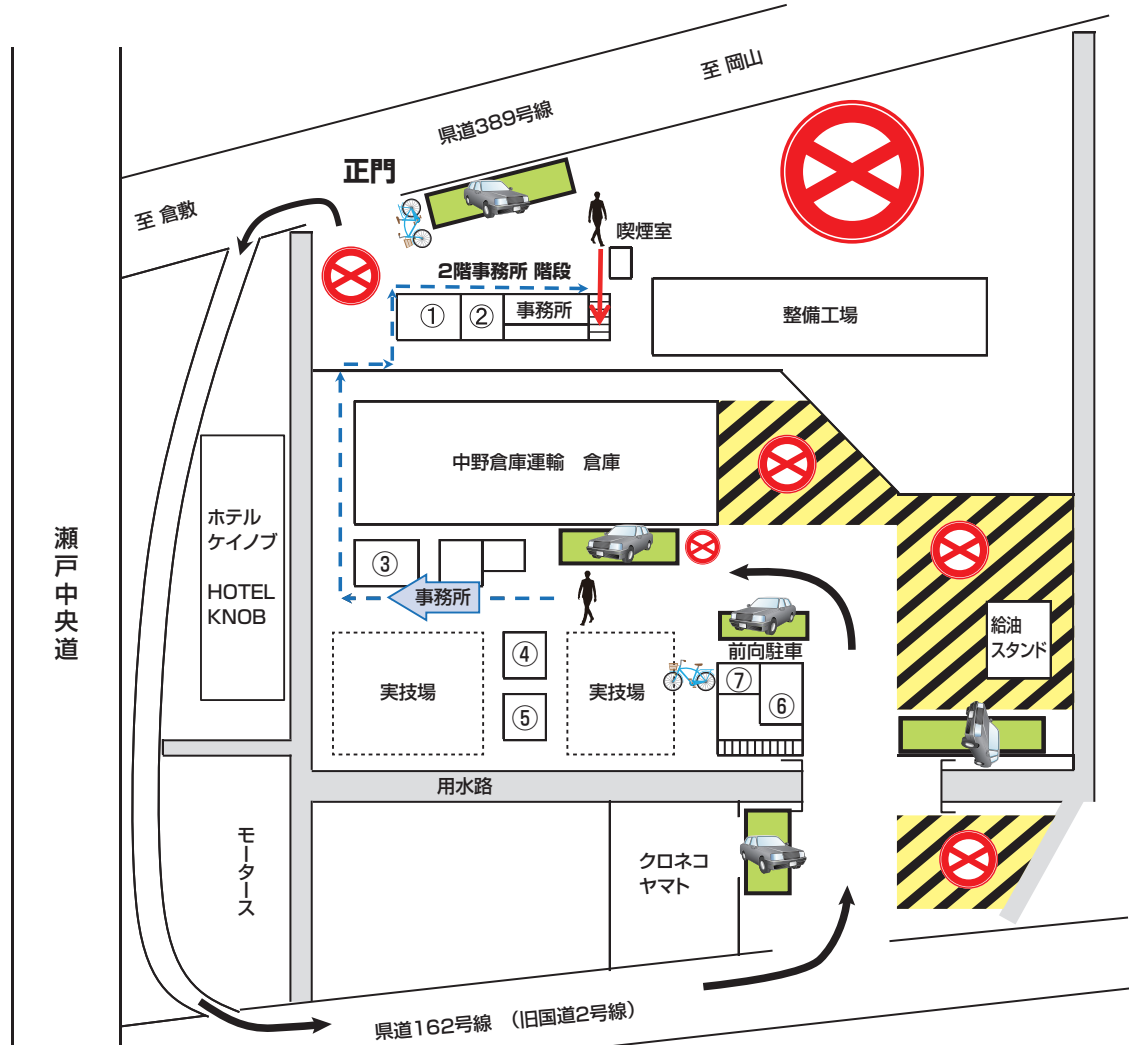 至 岡山
県道389号線
正門
至 倉敷
喫煙室
2階事務所 階段
①
②
事務所
整備工場
中野倉庫運輸　倉庫
瀬戸中央道
ホテル
ケイノブ
HOTEL
KNOB
③
事務所
給油
スタンド
前向駐車
④
実技場
実技場
⑦
⑤
⑥
用水路
モータース
クロネコ
ヤマト
県道162号線　（旧国道2号線）